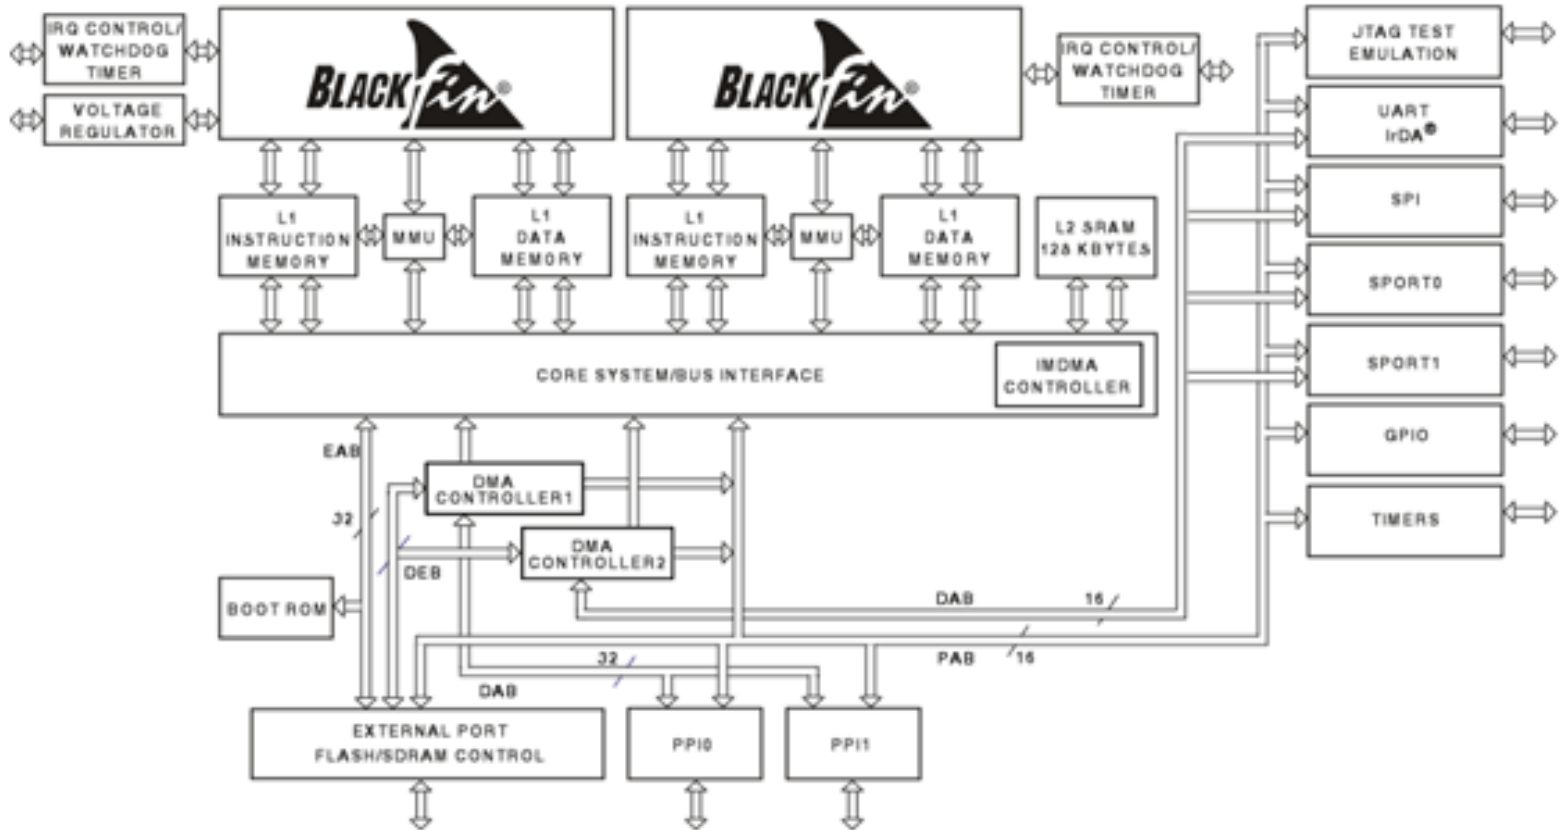 IRQ CONTROL/
WATCHDOG
TIMER
VOLTAGE
REGULATOR
BLACKfin®
BLACKfin®
IRQ CONTROL/
WATCHDOG
TIMER
JTAG TEST
EMULATION
UART
IrDA®
SPI
SPORT0
SPORT1
GPIO
TIMERS
L1
INSTRUCTION
MEMORY
MMU
L1
DATA
MEMORY
L1
INSTRUCTION
MEMORY
MMU
L1
DATA
MEMORY
L2 SRAM
128 KBYTES
CORE SYSTEM/BUS INTERFACE
IMDMA
CONTROLLER
EAB
32
DMA
CONTROLLER1
DMA
CONTROLLER2
DEB
BOOT ROM
DAB
16
PAB
16
32
DAB
EXTERNAL PORT
FLASH/SDRAM CONTROL
PPI0
PPI1